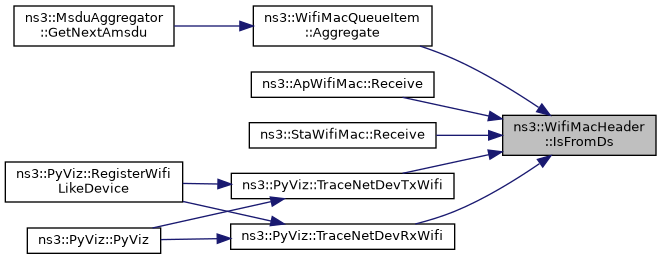 ns3::MsduAggregator
::GetNextAmsdu
ns3::WifiMacQueueItem
::Aggregate
ns3::ApWifiMac::Receive
ns3::WifiMacHeader
::IsFromDs
ns3::StaWifiMac::Receive
ns3::PyViz::RegisterWifi
LikeDevice
ns3::PyViz::TraceNetDevTxWifi
ns3::PyViz::PyViz
ns3::PyViz::TraceNetDevRxWifi